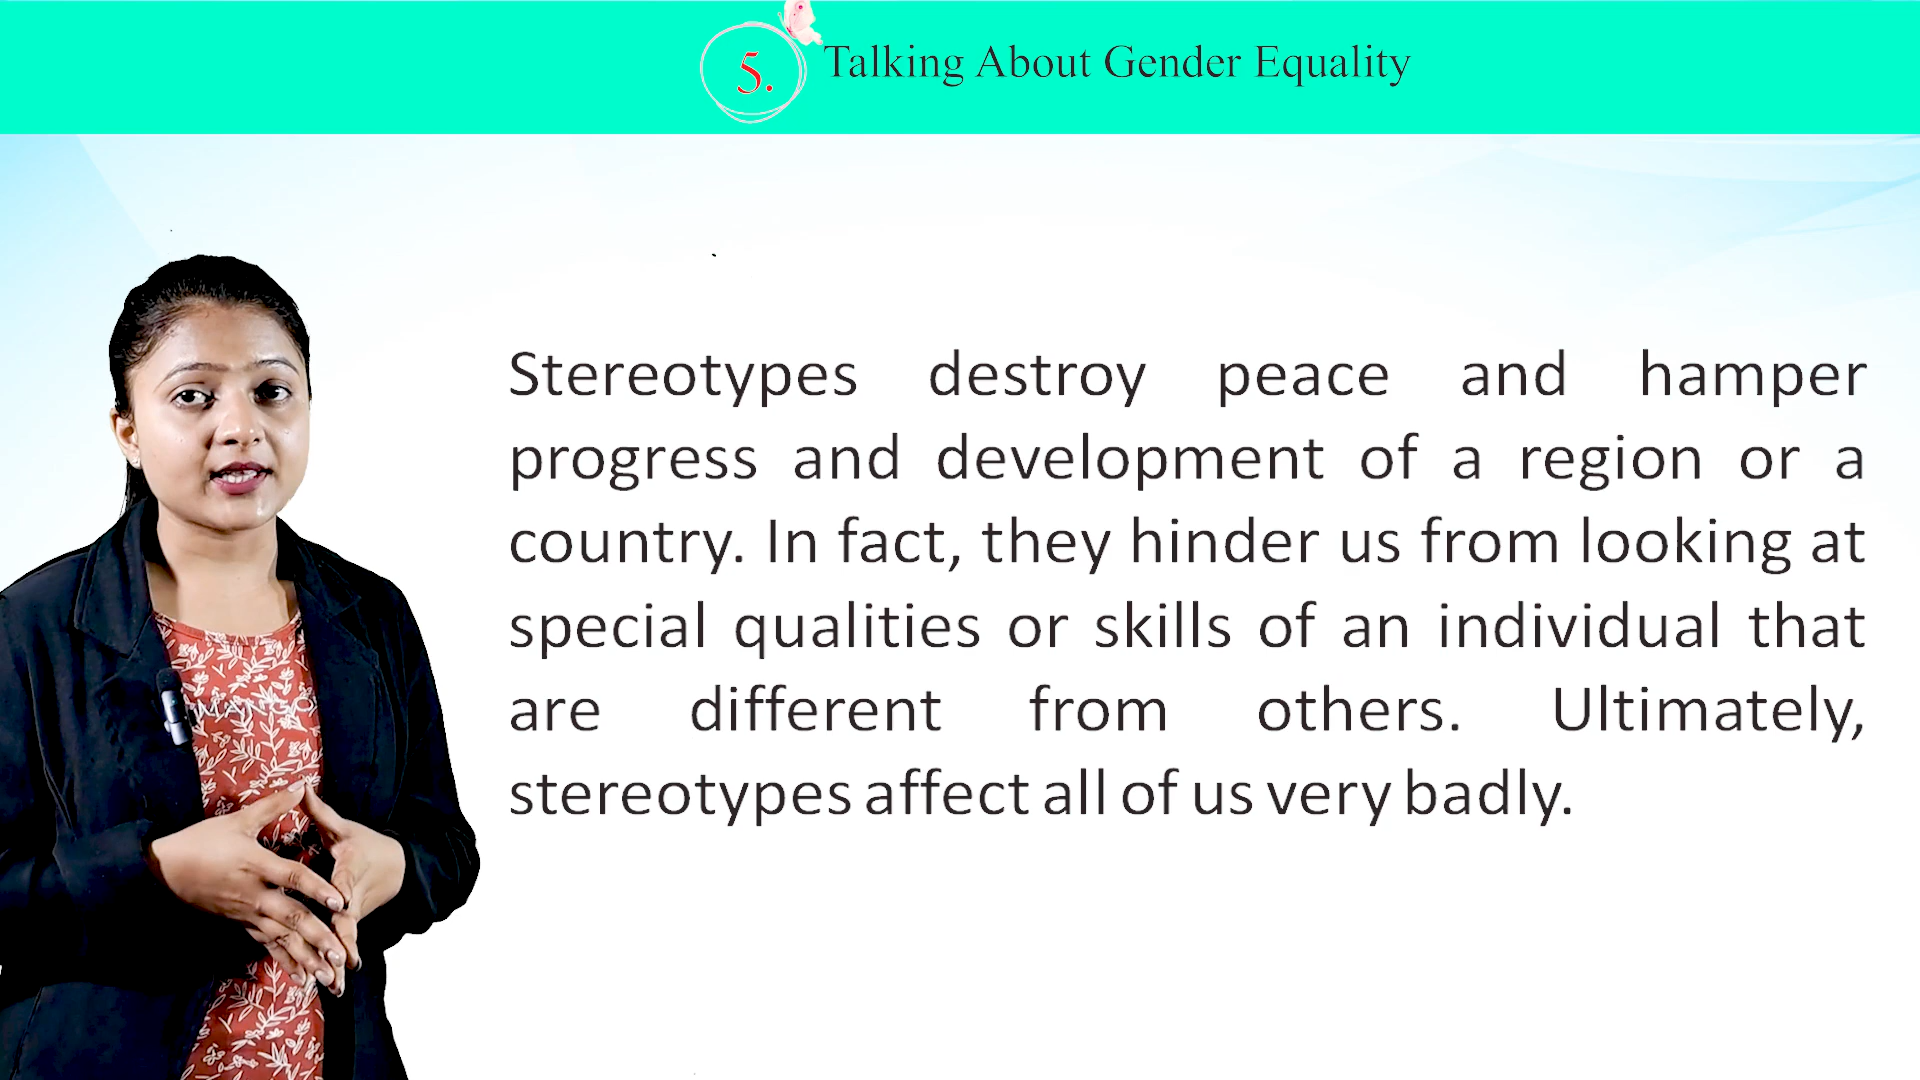 5.
Talking About Gender Equality
Stereotypes destroy peace and hamper
progress and development of a region or a
country. In fact, they hinder us from looking at
special qualities or skills of an individual that
are different from others. Ultimately,
stereotypes affect all of us very badly.
MANGO